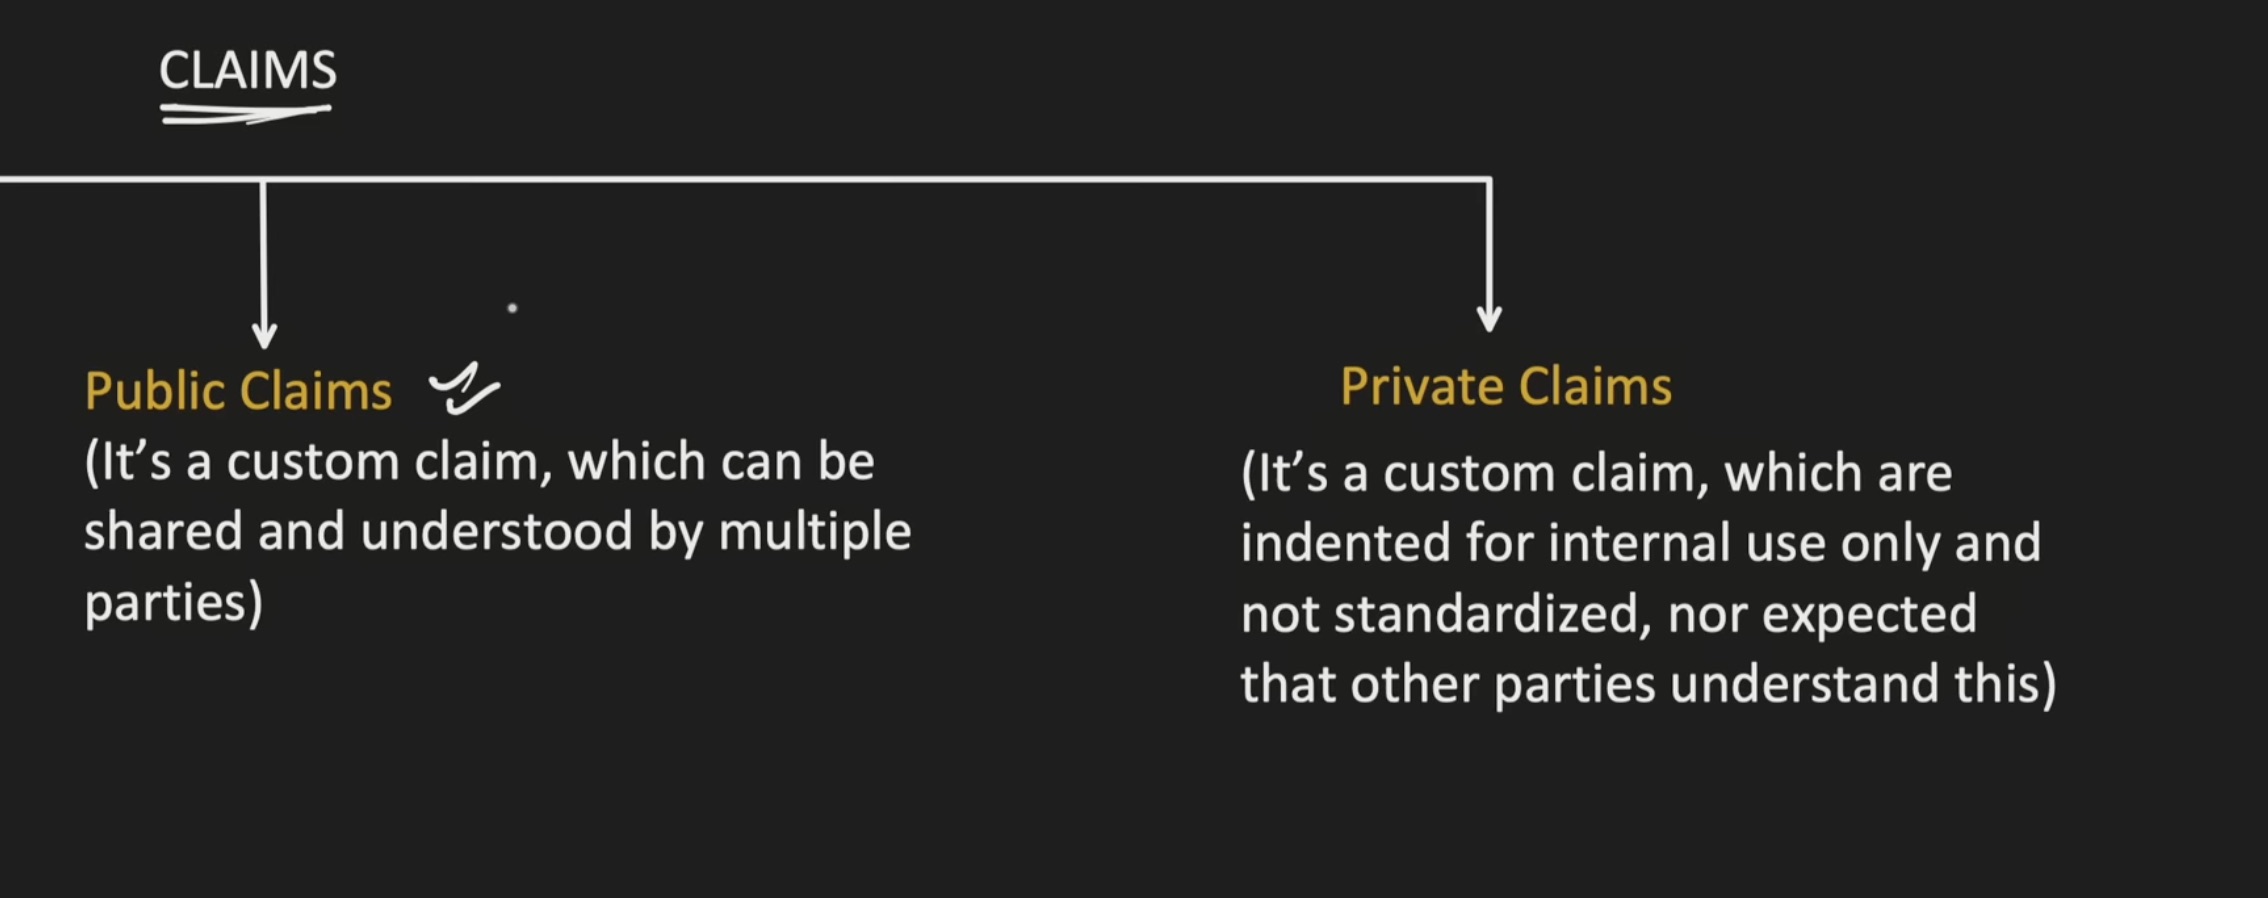 CLAIMS
Public Claims
(It’s a custom claim, which can be
shared and understood by multiple
parties)
Private Claims
(It’s a custom claim, which are
indented for internal use only and
not standardized, nor expected
that other parties understand this)